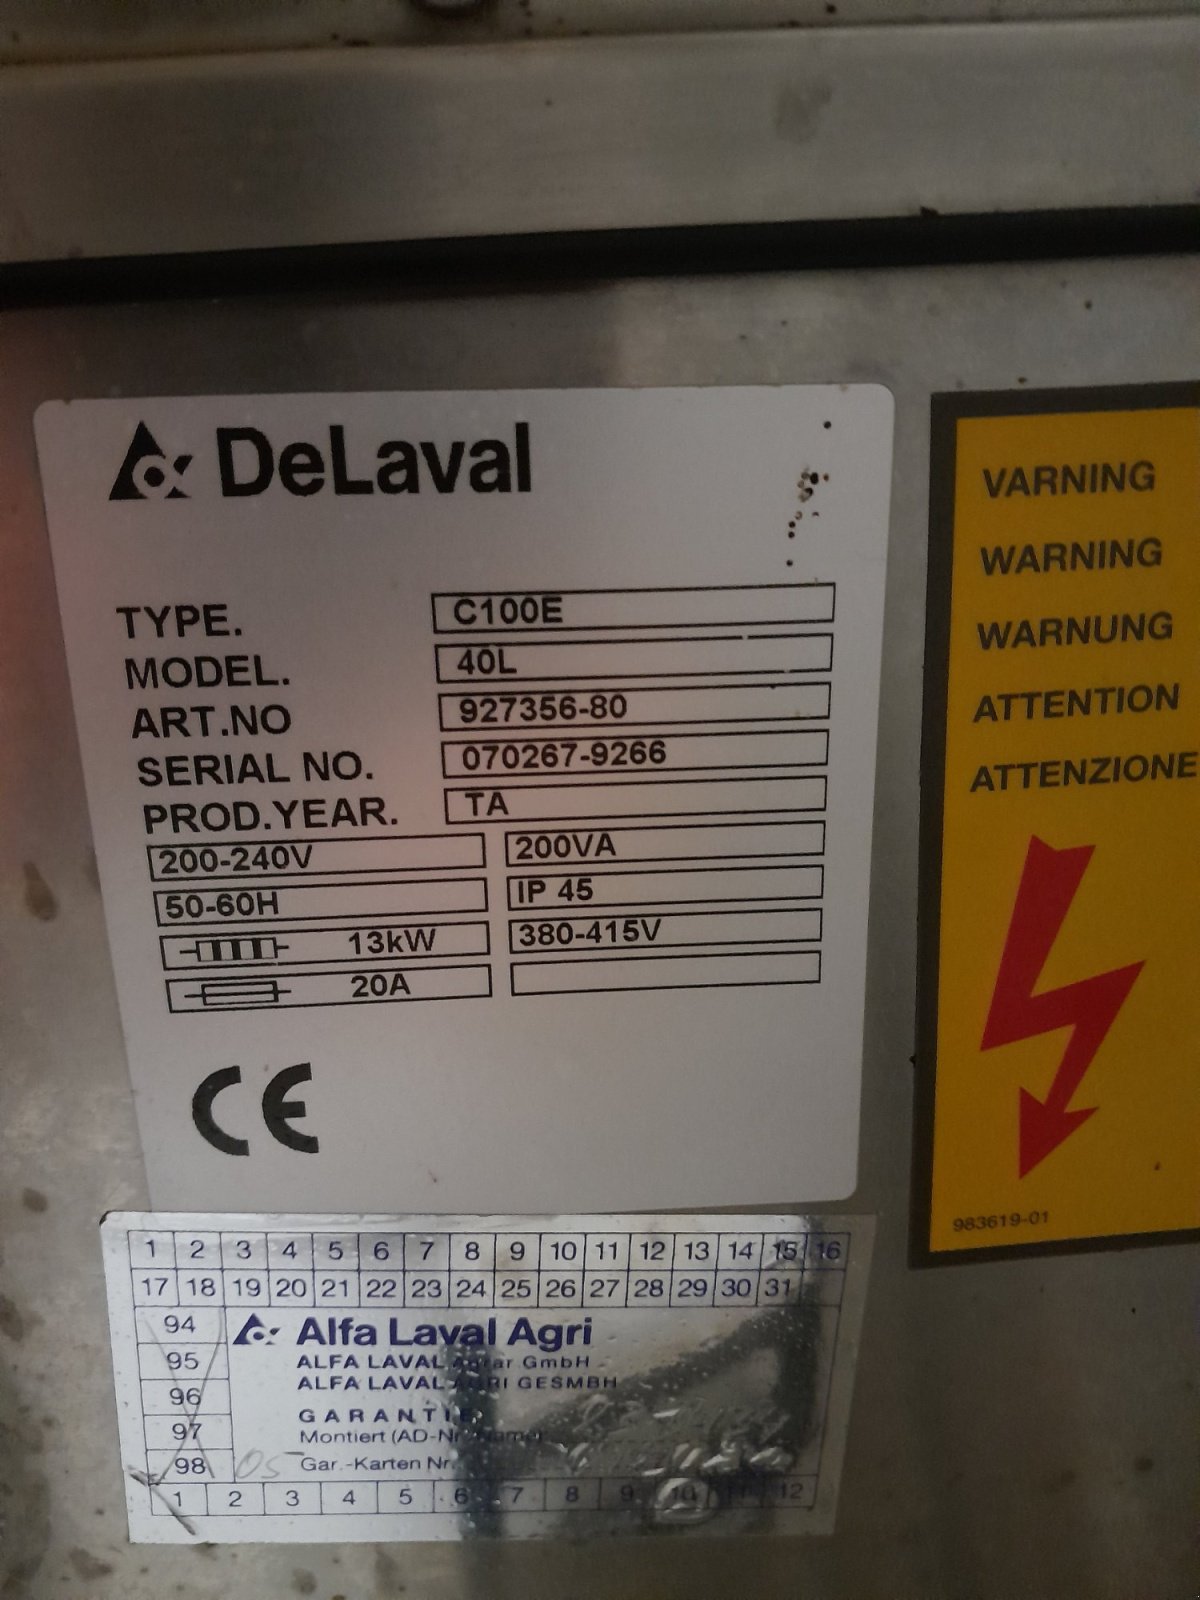 DeLaval
TYPE. C100E
MODEL. 40L
ART.NO 927356-80
SERIAL NO. 070267-9266
PROD.YEAR. TA
200-240V 200VA
50-60H IP 45
13kW 380-415V
20A
CE
VARNING
WARNING
WARNUNG
ATTENTION
ATTENZIONE
983619-01
1 2 3 4 5 6 7 8 9 10 11 12 13 14 15 16
17 18 19 20 21 22 23 24 25 26 27 28 29 30 31
94
95
96
97
98 05
Alfa Laval Agri
ALFA LAVAL Agrar GmbH
ALFA LAVAL AGRI GESMBH
GARANTIE
Montiert (AD-Nr. Name)
Gar.-Karten Nr.
1 2 3 4 5 6 7 8 9 10 11 12